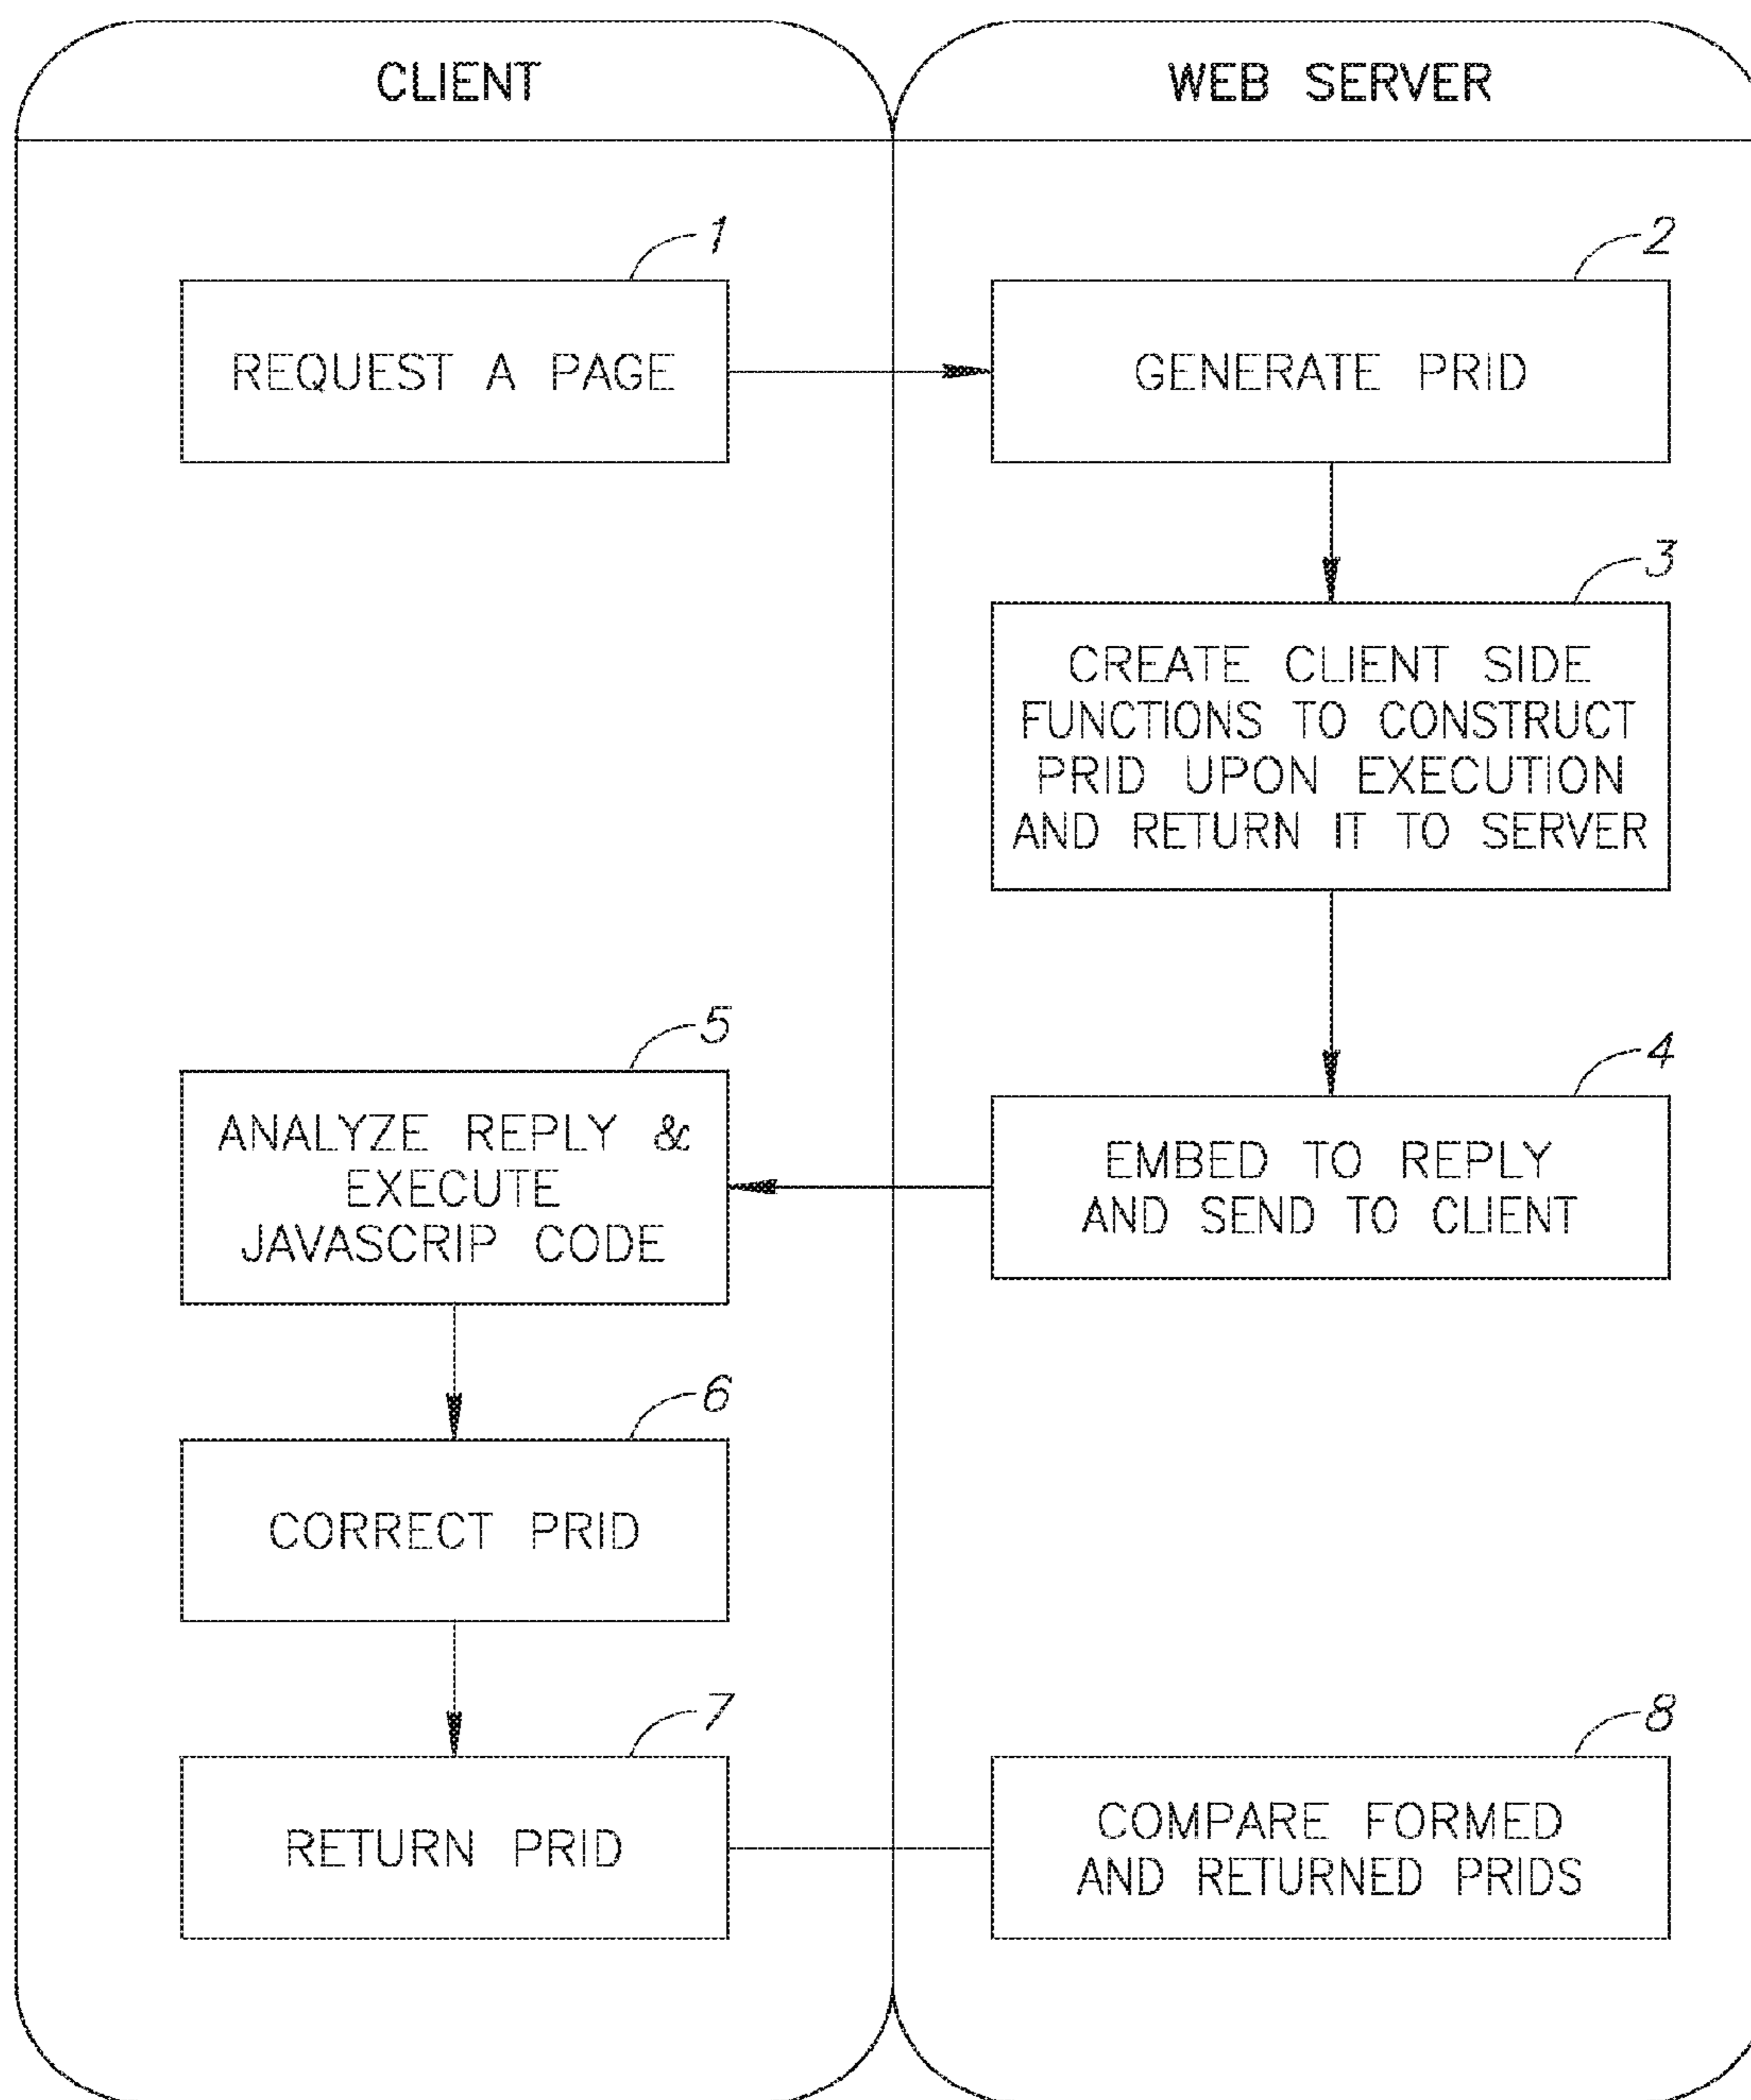 CLIENT
WEB SERVER
1
REQUEST A PAGE
2
GENERATE PRID
3
CREATE CLIENT SIDE
FUNCTIONS TO CONSTRUCT
PRID UPON EXECUTION
AND RETURN IT TO SERVER
4
EMBED TO REPLY
AND SEND TO CLIENT
5
ANALYZE REPLY &
EXECUTE
JAVASCRIP CODE
6
CORRECT PRID
7
RETURN PRID
8
COMPARE FORMED
AND RETURNED PRIDS